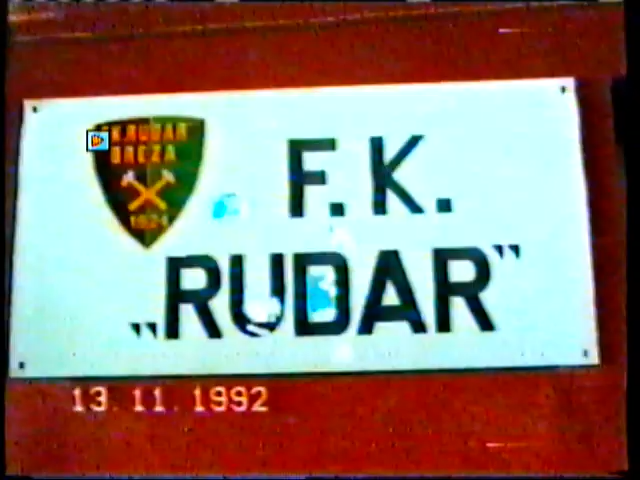 F.K. RUDAR
BREZA
1924
F. K.
„RUDAR”
13. 11. 1992